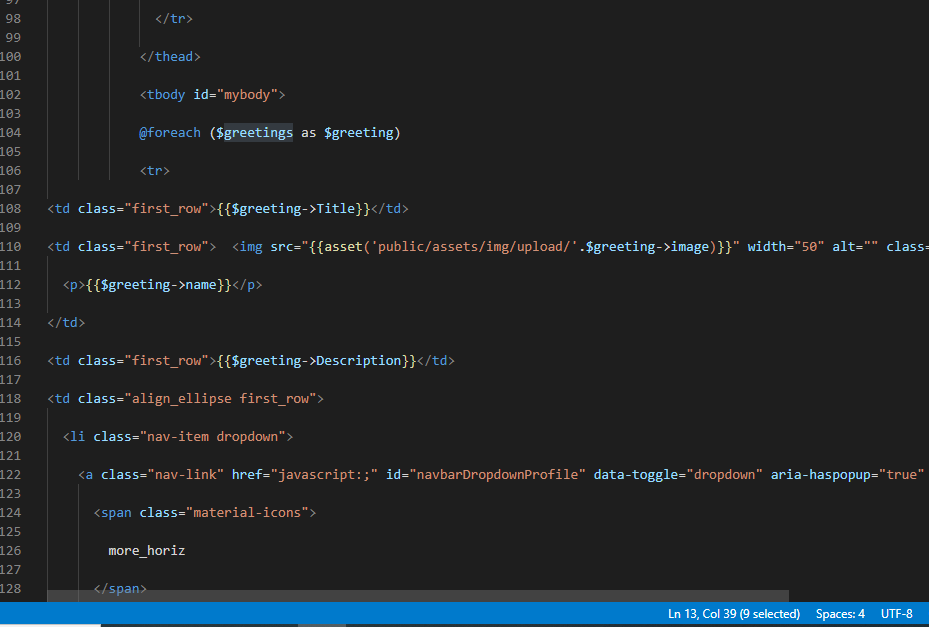 97
98 </tr>
99
100 </thead>
101
102 <tbody id="mybody">
103
104 @foreach ($greetings as $greeting)
105
106 <tr>
107
108 <td class="first_row">{{$greeting->Title}}</td>
109
110 <td class="first_row">  <img src="{{asset('public/assets/img/upload/'.$greeting->image)}}" width="50" alt="" class=
111
112 <p>{{$greeting->name}}</p>
113
114 </td>
115
116 <td class="first_row">{{$greeting->Description}}</td>
117
118 <td class="align_ellipse first_row">
119
120 <li class="nav-item dropdown">
121
122 <a class="nav-link" href="javascript:;" id="navbarDropdownProfile" data-toggle="dropdown" aria-haspopup="true"
123
124 <span class="material-icons">
125
126 more_horiz
127
128 </span>
Ln 13, Col 39 (9 selected) Spaces: 4 UTF-8